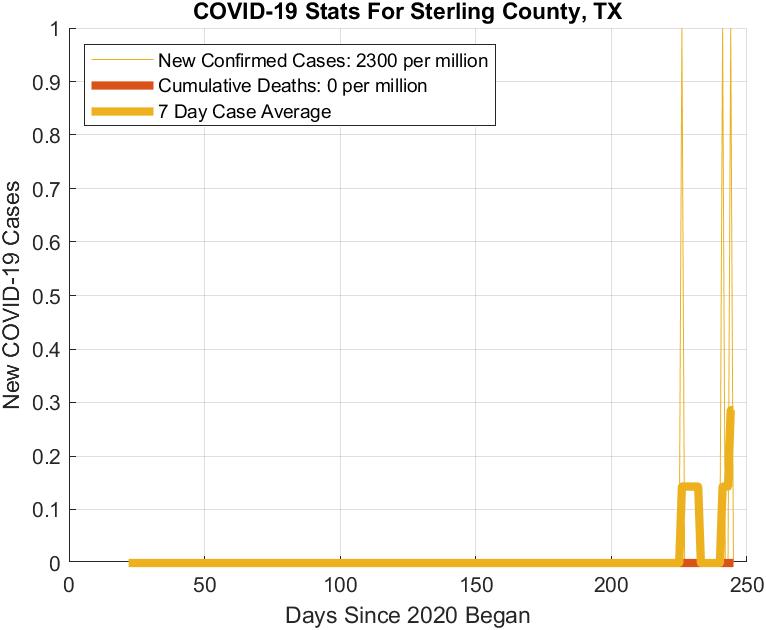 COVID-19 Stats For Sterling County, TX
New Confirmed Cases: 2300 per million
Cumulative Deaths: 0 per million
7 Day Case Average
New COVID-19 Cases
1
0.9
0.8
0.7
0.6
0.5
0.4
0.3
0.2
0.1
0
0 50 100 150 200 250
Days Since 2020 Began